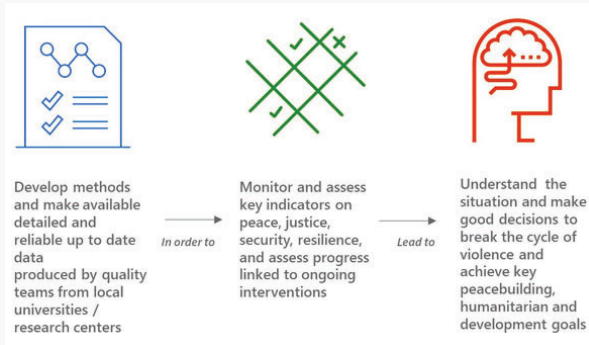 Develop methods
and make available
detailed and
reliable up to date
data
produced by quality
teams from local
universities /
research centers
In order to
Monitor and assess
key indicators on
peace, justice,
security, resilience,
and assess progress
linked to ongoing
interventions
Lead to
Understand the
situation and make
good decisions to
break the cycle of
violence and
achieve key
peacebuilding,
humanitarian and
development goals